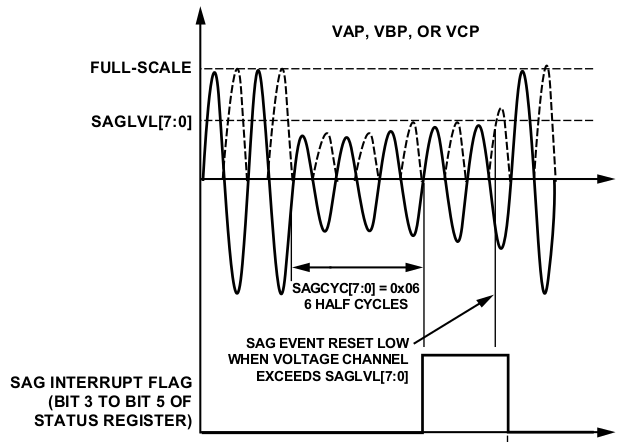 VAP, VBP, OR VCP
FULL-SCALE
SAGLVL[7:0]
SAGCYC[7:0] = 0x06
6 HALF CYCLES
SAG EVENT RESET LOW
WHEN VOLTAGE CHANNEL
EXCEEDS SAGLVL[7:0]
SAG INTERRUPT FLAG
(BIT 3 TO BIT 5 OF
STATUS REGISTER)